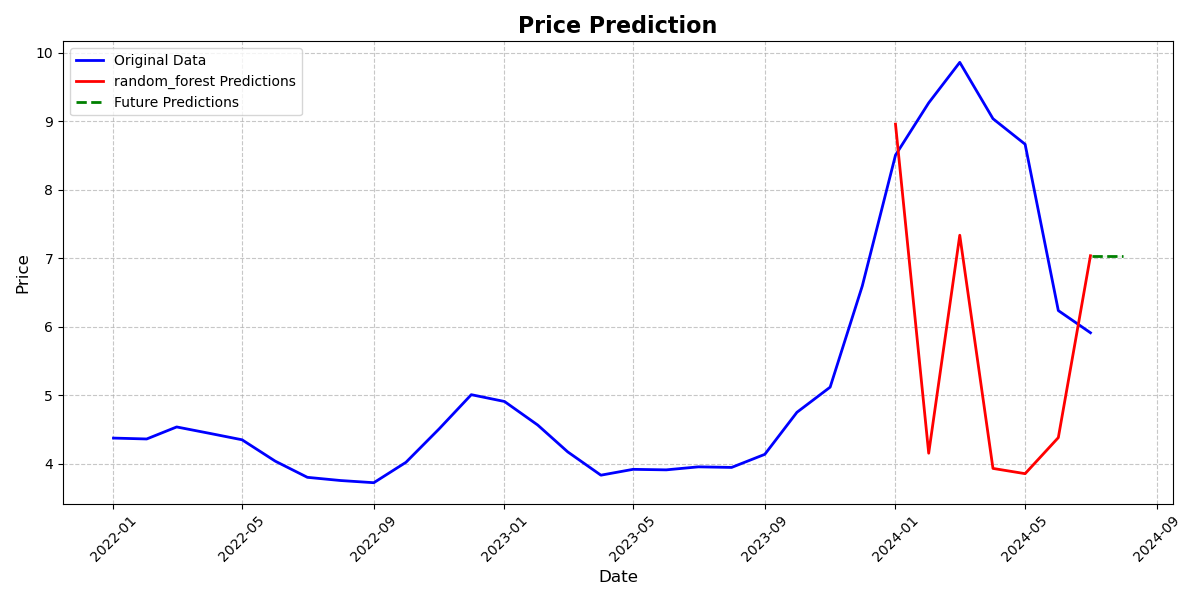 Price Prediction
Original Data
random_forest Predictions
Future Predictions
Price
10
9
8
7
6
5
4
2022-01
2022-05
2022-09
2023-01
2023-05
2023-09
2024-01
2024-05
2024-09
Date